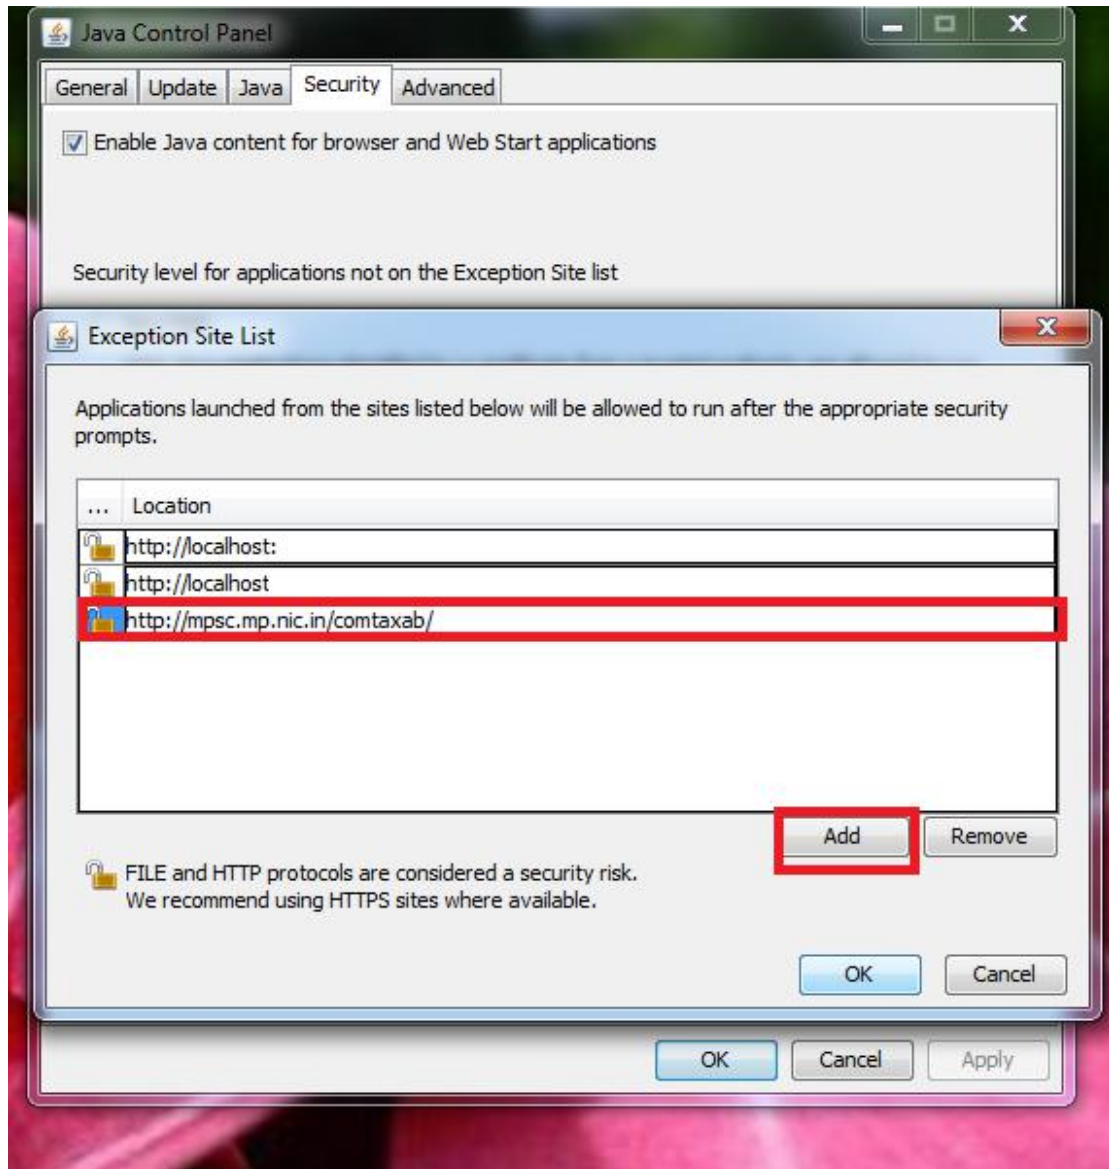 Java Control Panel
General Update Java Security Advanced
Enable Java content for browser and Web Start applications
Security level for applications not on the Exception Site list
Exception Site List
Applications launched from the sites listed below will be allowed to run after the appropriate security
prompts.
... Location
http://localhost:
http://localhost
http://mpsc.mp.nic.in/comtaxab/
Add Remove
FILE and HTTP protocols are considered a security risk.
We recommend using HTTPS sites where available.
OK Cancel
OK Cancel Apply